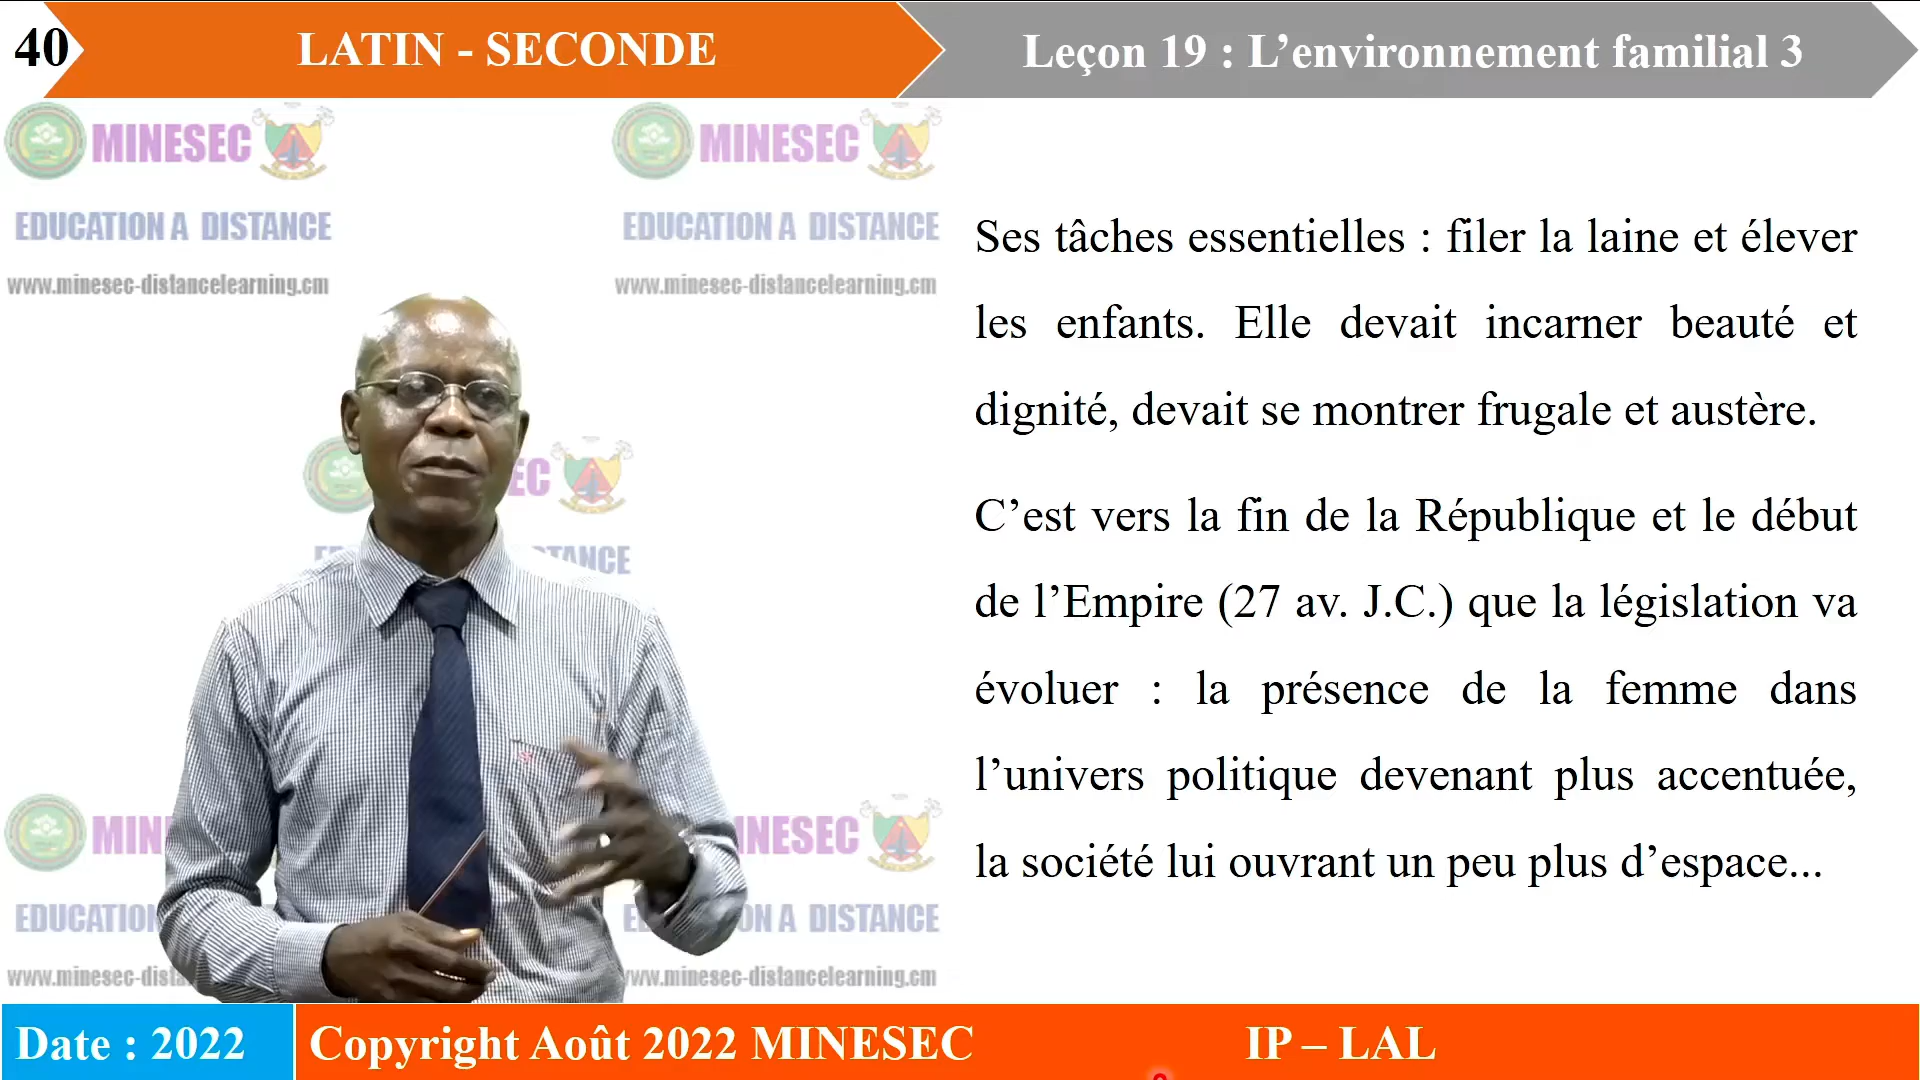 40
LATIN - SECONDE
Leçon 19 : L’environnement familial 3
MINESEC
EDUCATION A DISTANCE
www.minesec-distancelearning.cm
MINESEC
EDUCATION A DISTANCE
www.minesec-distancelearning.cm
Ses tâches essentielles : filer la laine et élever
les enfants. Elle devait incarner beauté et
dignité, devait se montrer frugale et austère.
C’est vers la fin de la République et le début
de l’Empire (27 av. J.C.) que la législation va
évoluer : la présence de la femme dans
l’univers politique devenant plus accentuée,
la société lui ouvrant un peu plus d’espace...
Date : 2022
Copyright Août 2022 MINESEC
IP – LAL